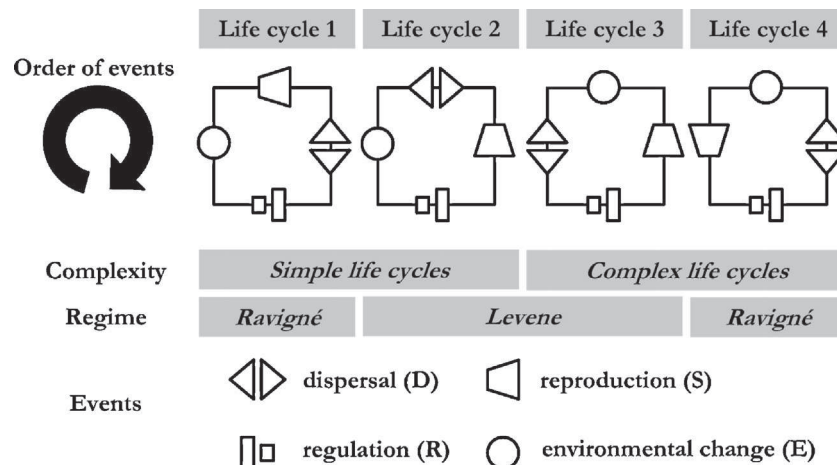 Life cycle 1 Life cycle 2 Life cycle 3 Life cycle 4
Order of events
Complexity Simple life cycles Complex life cycles
Regime Ravigné Levene Ravigné
Events dispersal (D) reproduction (S)
regulation (R) environmental change (E)